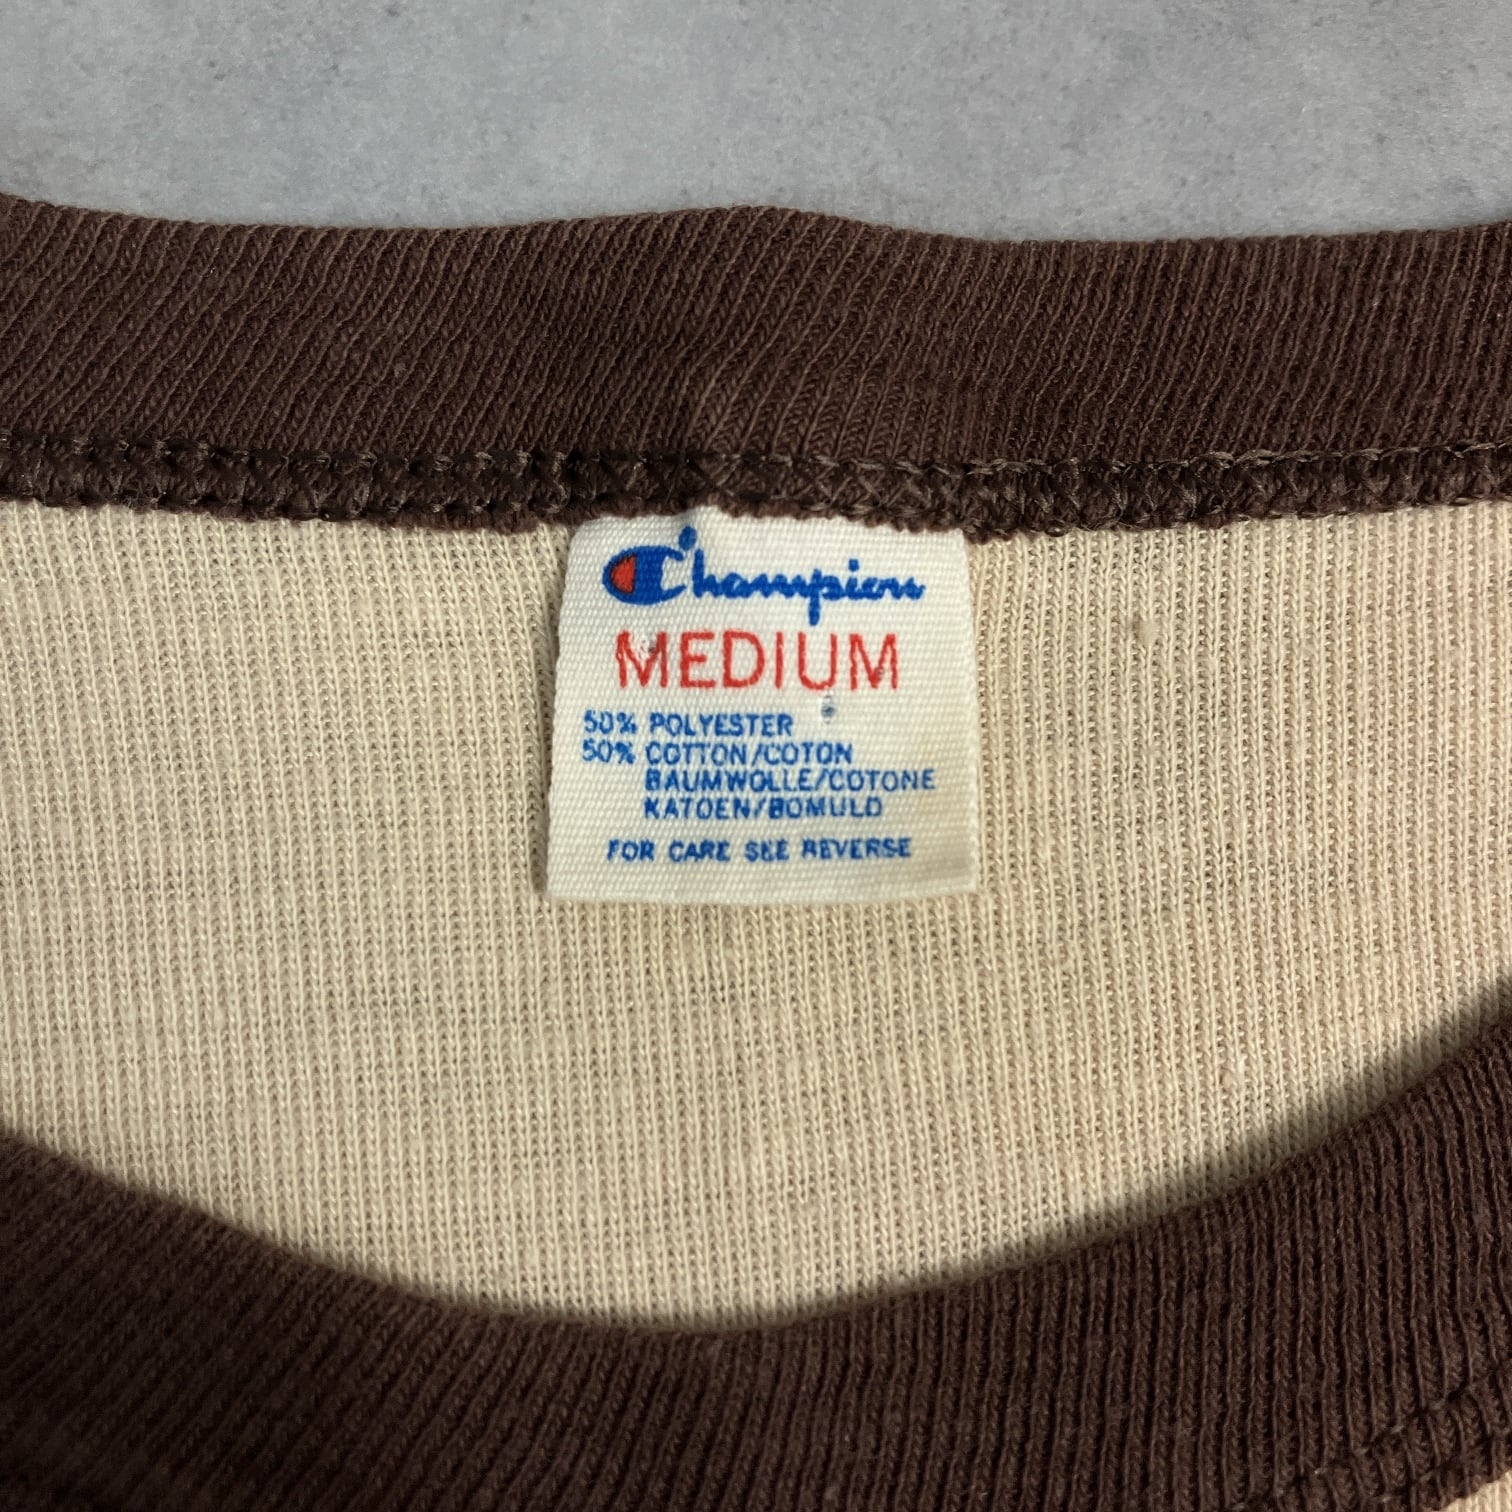 Champion
MEDIUM
50% POLYESTER
50% COTTON/COTON
BAUMWOLLE/COTONE
KATOEN/BOMULD
FOR CARE SEE REVERSE